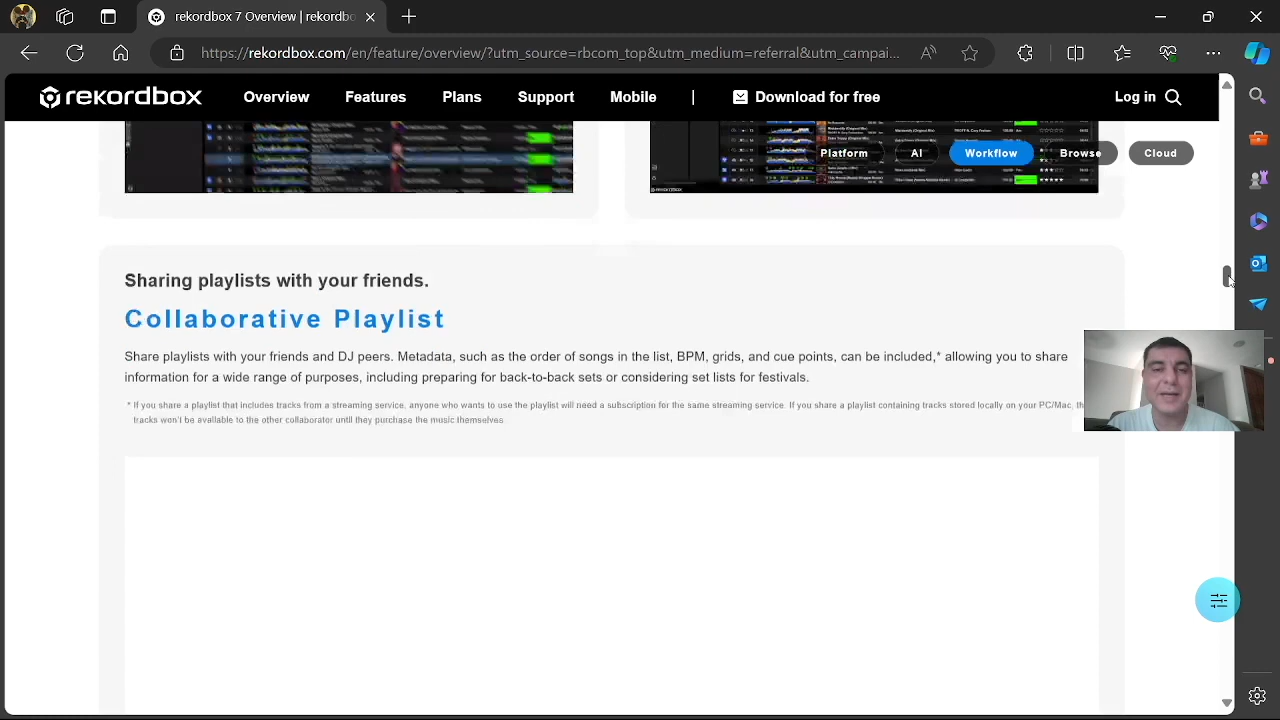 rekordbox 7 Overview | rekordbo
https://rekordbox.com/en/feature/overview/?utm_source=rbcom_top&utm_medium=referral&utm_campai...
rekordbox Overview Features Plans Support Mobile | Download for free Log in
Platform AI Workflow Browse Cloud
Sharing playlists with your friends.
Collaborative Playlist
Share playlists with your friends and DJ peers. Metadata, such as the order of songs in the list, BPM, grids, and cue points, can be included,* allowing you to share
information for a wide range of purposes, including preparing for back-to-back sets or considering set lists for festivals.
* If you share a playlist that includes tracks from a streaming service, anyone who wants to use the playlist will need a subscription for the same streaming service. If you share a playlist containing tracks stored locally on your PC/Mac, th
tracks won't be available to the other collaborator until they purchase the music themselves.